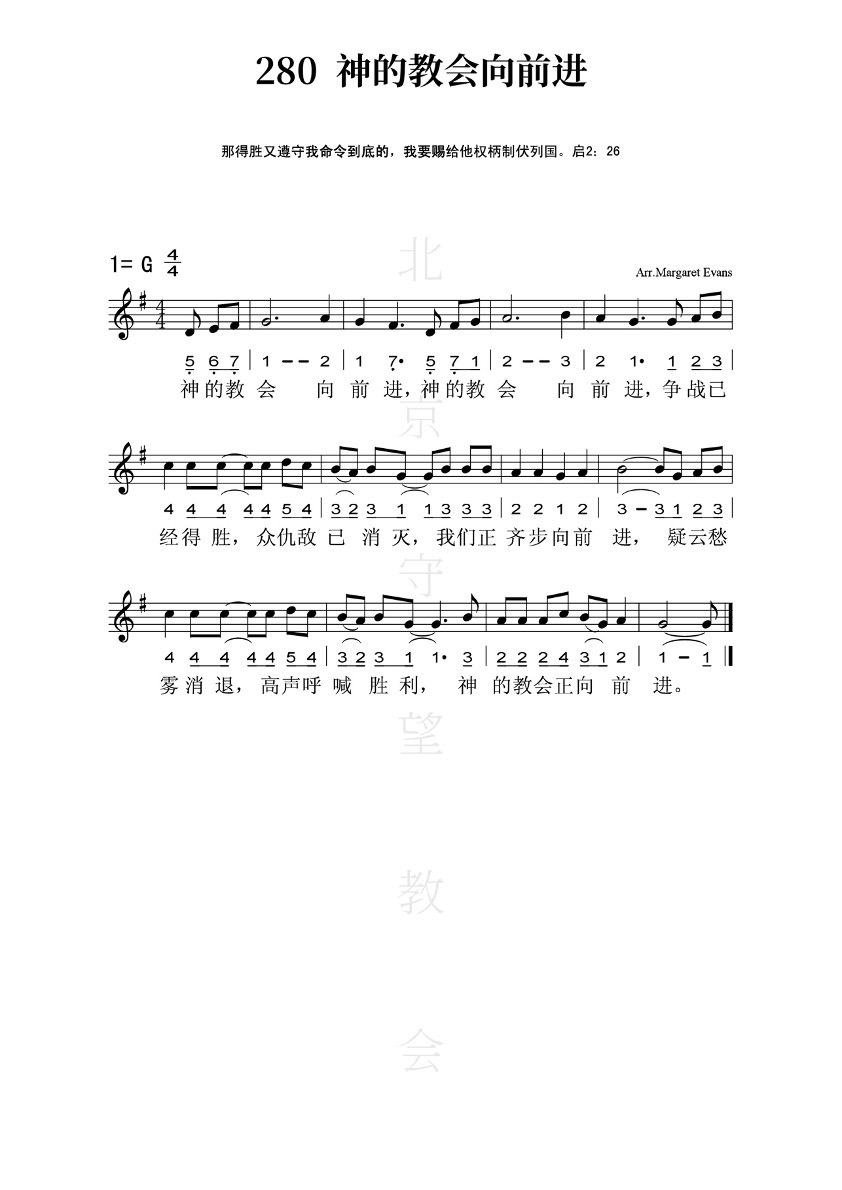 280 神的教会向前进
那得胜又遵守我命令到底的，我要赐给他权柄制伏列国。启2：26
1= G 4/4
Arr.Margaret Evans
5 6 7 | 1 - - 2 | 1 7· 5 7 1 | 2 - - 3 | 2 1· 1 2 3 |
神的教 会 向 前 进，神的教 会 向 前 进，争战已
4 4 4 4 4 5 4 | 3 2 3 1 1 3 3 3 | 2 2 1 2 | 3 - 3 1 2 3 |
经得 胜， 众仇敌 已 消 灭，我们正 齐步向前 进， 疑云愁
4 4 4 4 4 5 4 | 3 2 3 1 1· 3 | 2 2 2 4 3 1 2 | 1 - 1
雾消 退，高声呼 喊 胜 利， 神 的教会正向 前 进。
北京守望教会